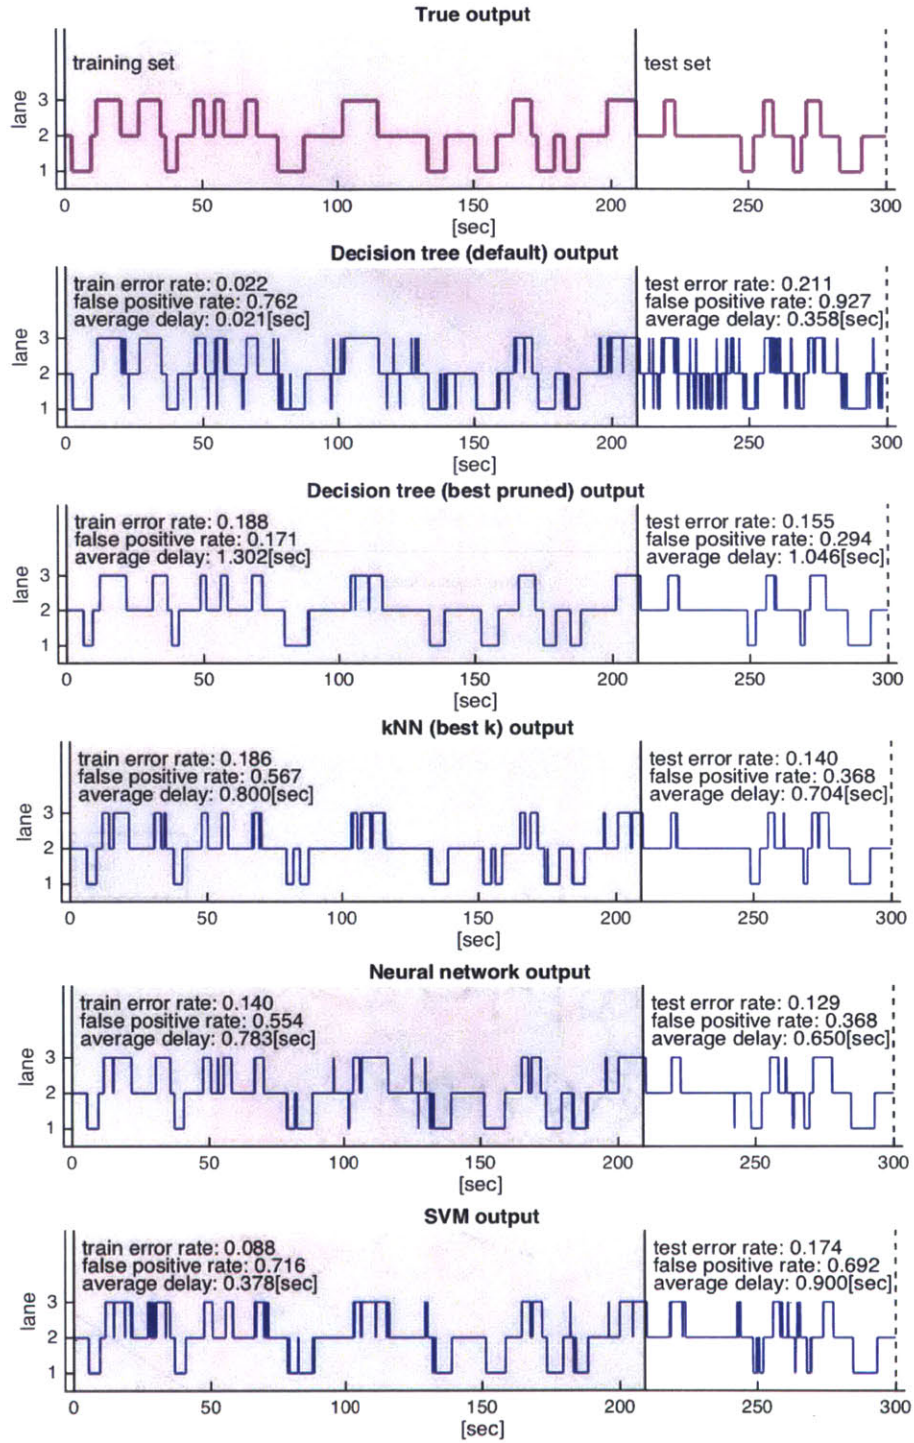 True output
training set
test set
lane
3
2
1
0 50 100 150 200 250 300
[sec]
Decision tree (default) output
train error rate: 0.022
false positive rate: 0.762
average delay: 0.021[sec]
test error rate: 0.211
false positive rate: 0.927
average delay: 0.358[sec]
lane
3
2
1
0 50 100 150 200 250 300
[sec]
Decision tree (best pruned) output
train error rate: 0.188
false positive rate: 0.171
average delay: 1.302[sec]
test error rate: 0.155
false positive rate: 0.294
average delay: 1.046[sec]
lane
3
2
1
0 50 100 150 200 250 300
[sec]
kNN (best k) output
train error rate: 0.186
false positive rate: 0.567
average delay: 0.800[sec]
test error rate: 0.140
false positive rate: 0.368
average delay: 0.704[sec]
lane
3
2
1
0 50 100 150 200 250 300
[sec]
Neural network output
train error rate: 0.140
false positive rate: 0.554
average delay: 0.783[sec]
test error rate: 0.129
false positive rate: 0.368
average delay: 0.650[sec]
lane
3
2
1
0 50 100 150 200 250 300
[sec]
SVM output
train error rate: 0.088
false positive rate: 0.716
average delay: 0.378[sec]
test error rate: 0.174
false positive rate: 0.692
average delay: 0.900[sec]
lane
3
2
1
0 50 100 150 200 250 300
[sec]